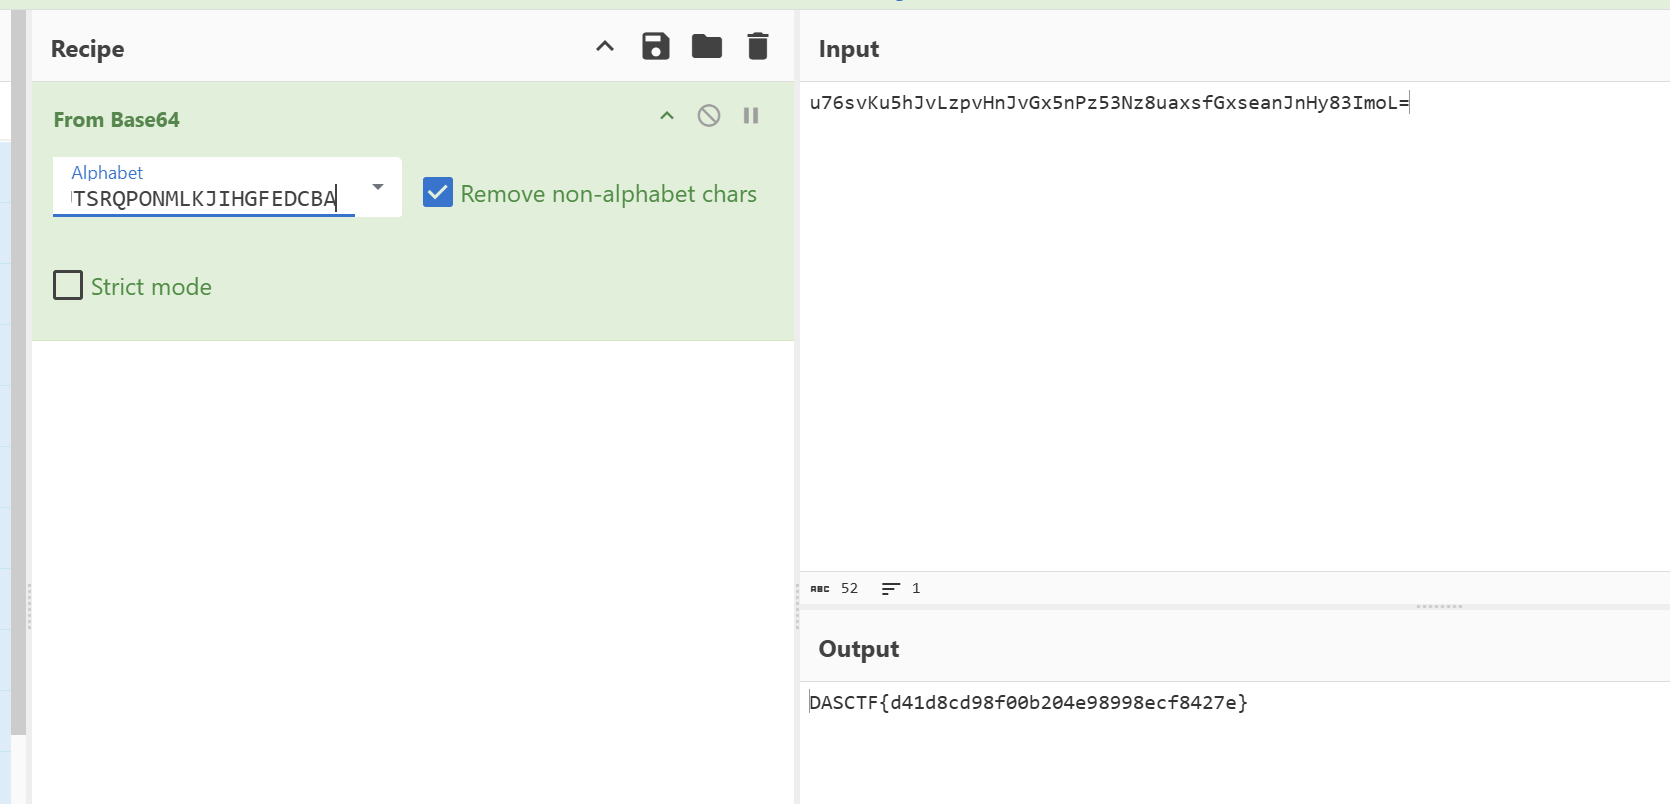 Recipe
From Base64
Alphabet
TSRQPONMLKJIHGFEDCBA
Remove non-alphabet chars
Strict mode
Input
u76svKu5hJvLzpvHnJvGx5nPz53Nz8uaxsfGxseanJnHy83ImoL=
ABC 52 1
Output
DASCTF{d41d8cd98f00b204e98998ecf8427e}